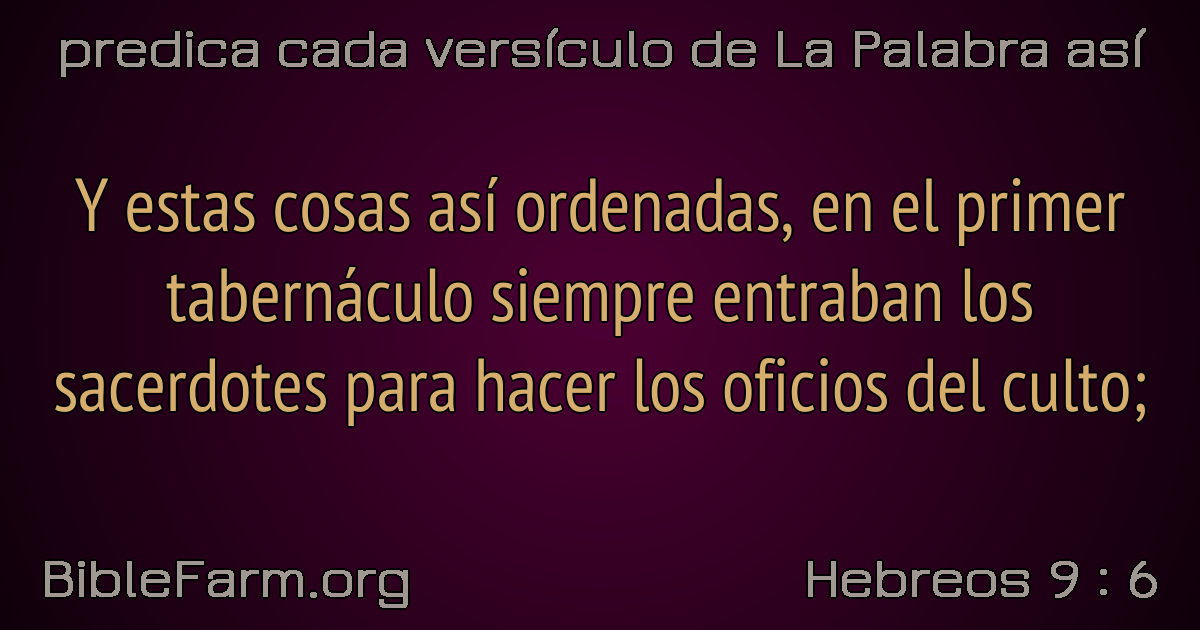 predica cada versículo de La Palabra así
Y estas cosas así ordenadas, en el primer
tabernáculo siempre entraban los
sacerdotes para hacer los oficios del culto;
BibleFarm.org
Hebreos 9 : 6